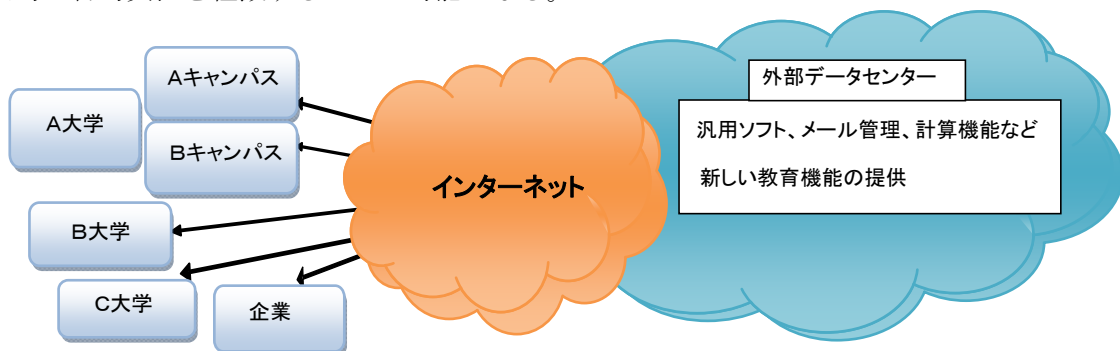 Aキャンパス
A大学
Bキャンパス
B大学
C大学
企業
インターネット
外部データセンター
汎用ソフト、メール管理、計算機能など
新しい教育機能の提供